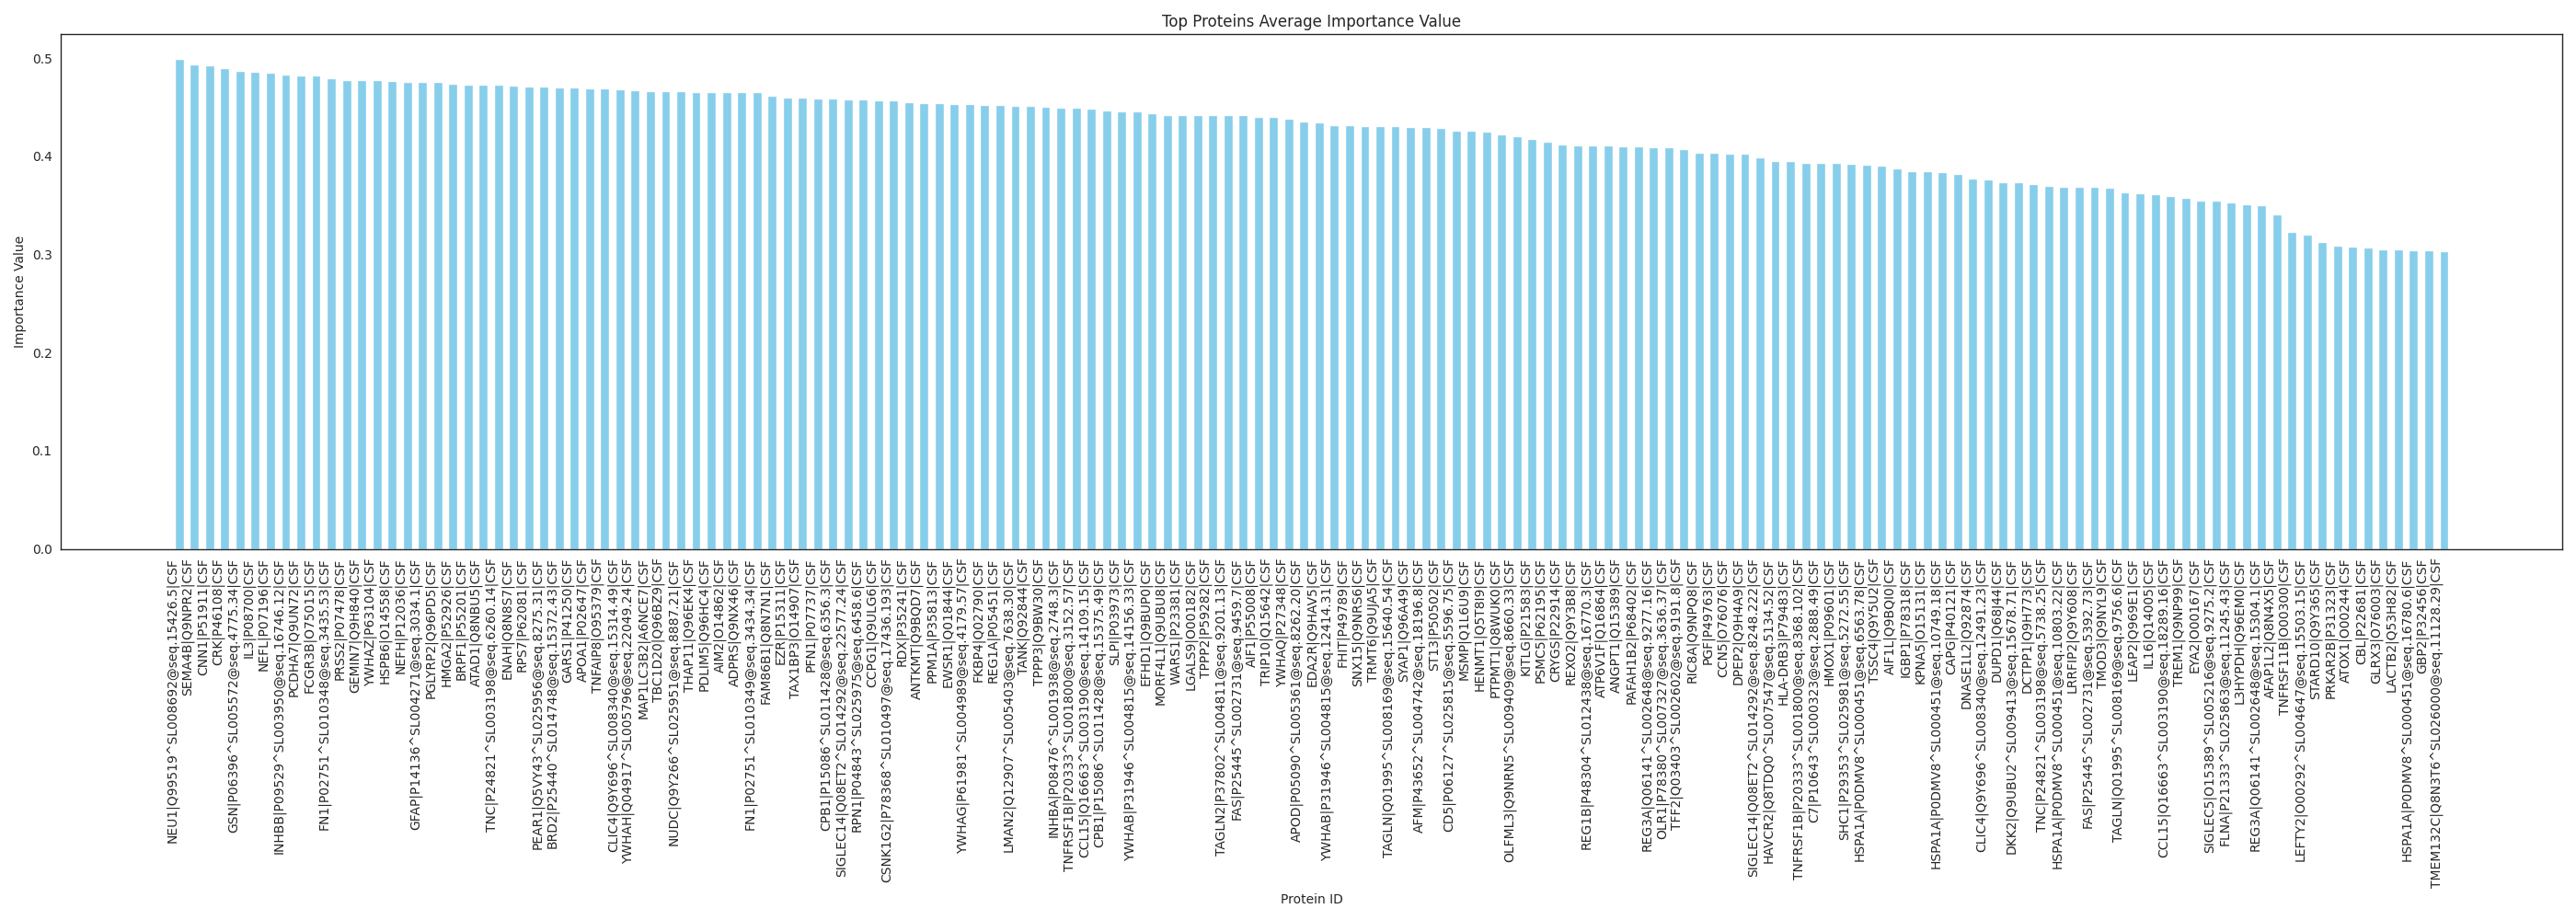 Top Proteins Average Importance Value
Importance Value
0.5
0.4
0.3
0.2
0.1
0.0
NEU1|Q99519^SL008692@seq.15426.5|CSF
SEMA4B|Q9NPR2|CSF
CNN1|P51911|CSF
CRK|P46108|CSF
GSN|P06396^SL005572@seq.4775.34|CSF
IL3|P08700|CSF
NEFL|P07196|CSF
INHBB|P09529^SL003950@seq.16746.12|CSF
PCDHA7|Q9UN72|CSF
FCGR3B|O75015|CSF
FN1|P02751^SL010348@seq.3435.53|CSF
PRSS2|P07478|CSF
GEMIN7|Q9H840|CSF
YWHAZ|P63104|CSF
HSPB6|O14558|CSF
NEFH|P12036|CSF
GFAP|P14136^SL004271@seq.3034.1|CSF
PGLYRP2|Q96PD5|CSF
HMGA2|P52926|CSF
BRPF1|P55201|CSF
ATAD1|Q8NBU5|CSF
TNC|P24821^SL003198@seq.6260.14|CSF
ENAH|Q8N8S7|CSF
RPS7|P62081|CSF
PEAR1|Q5VY43^SL025956@seq.8275.31|CSF
BRD2|P25440^SL014748@seq.15372.43|CSF
GARS1|P41250|CSF
APOA1|P02647|CSF
TNFAIP8|O95379|CSF
CLIC4|Q9Y696^SL008340@seq.15314.49|CSF
YWHAH|Q04917^SL005796@seq.22049.24|CSF
MAP1LC3B2|A6NCE7|CSF
TBC1D20|Q96BZ9|CSF
NUDC|Q9Y266^SL025951@seq.8887.21|CSF
THAP11|Q96EK4|CSF
PDLIM5|Q96HC4|CSF
AIM2|O14862|CSF
ADPRS|Q9NX46|CSF
FN1|P02751^SL010349@seq.3434.34|CSF
FAM86B1|Q8N7N1|CSF
EZR|P15311|CSF
TAX1BP3|O14907|CSF
PFN1|P07737|CSF
CPB1|P15086^SL011428@seq.6356.3|CSF
SIGLEC14|Q08ET2^SL014292@seq.22577.24|CSF
RPN1|P04843^SL025975@seq.6458.6|CSF
CCPG1|Q9ULG6|CSF
CSNK1G2|P78368^SL010497@seq.17436.193|CSF
RDX|P35241|CSF
ANTKMT|Q9BQD7|CSF
PPM1A|P35813|CSF
EWSR1|Q01844|CSF
YWHAG|P61981^SL004989@seq.4179.57|CSF
FKBP4|Q02790|CSF
REG1A|P05451|CSF
LMAN2|Q12907^SL005403@seq.7638.30|CSF
TANK|Q92844|CSF
TPPP3|Q9BW30|CSF
INHBA|P08476^SL001938@seq.2748.3|CSF
TNFRSF1B|P20333^SL001800@seq.3152.57|CSF
CCL15|Q16663^SL003190@seq.14109.15|CSF
CPB1|P15086^SL011428@seq.15375.49|CSF
SLPI|P03973|CSF
YWHAB|P31946^SL004815@seq.14156.33|CSF
EFHD1|Q9BUP0|CSF
MORF4L1|Q9UBU8|CSF
WARS1|P23381|CSF
LGALS9|O00182|CSF
TPPP2|P59282|CSF
TAGLN2|P37802^SL004811@seq.9201.13|CSF
FAS|P25445^SL002731@seq.9459.7|CSF
AIF1|P55008|CSF
TRIP10|Q15642|CSF
YWHAQ|P27348|CSF
APOD|P05090^SL005361@seq.8262.20|CSF
EDA2R|Q9HAV5|CSF
YWHAB|P31946^SL004815@seq.12414.31|CSF
FHIT|P49789|CSF
SNX15|Q9NRS6|CSF
TRMT6|Q9UJA5|CSF
TAGLN|Q01995^SL008169@seq.15640.54|CSF
SYAP1|Q96A49|CSF
AFM|P43652^SL004742@seq.18196.8|CSF
ST13|P50502|CSF
CD5|P06127^SL025815@seq.5596.75|CSF
MSMP|Q1L6U9|CSF
HENMT1|Q5T8I9|CSF
PTPMT1|Q8WUK0|CSF
OLFML3|Q9NRN5^SL009409@seq.8660.33|CSF
KITLG|P21583|CSF
PSMC5|P62195|CSF
CRYGS|P22914|CSF
REXO2|Q9Y3B8|CSF
REG1B|P48304^SL012438@seq.16770.3|CSF
ATP6V1F|Q16864|CSF
ANGPT1|Q15389|CSF
PAFAH1B2|P68402|CSF
REG3A|Q06141^SL002648@seq.9277.16|CSF
OLR1|P78380^SL007327@seq.3636.37|CSF
TFF2|Q03403^SL002602@seq.9191.8|CSF
RIC8A|Q9NPQ8|CSF
PGF|P49763|CSF
CCN5|O76076|CSF
DPEP2|Q9H4A9|CSF
SIGLEC14|Q08ET2^SL014292@seq.8248.222|CSF
HAVCR2|Q8TDQ0^SL007547@seq.5134.52|CSF
HLA-DRB3|P79483|CSF
TNFRSF1B|P20333^SL001800@seq.8368.102|CSF
C7|P10643^SL000323@seq.2888.49|CSF
HMOX1|P09601|CSF
SHC1|P29353^SL025981@seq.5272.55|CSF
HSPA1A|P0DMV8^SL000451@seq.6563.78|CSF
TSSC4|Q9Y5U2|CSF
AIF1L|Q9BQI0|CSF
IGBP1|P78318|CSF
KPNA5|O15131|CSF
HSPA1A|P0DMV8^SL000451@seq.10749.18|CSF
CAPG|P40121|CSF
DNASE1L2|Q92874|CSF
CLIC4|Q9Y696^SL008340@seq.12491.23|CSF
DUPD1|Q68J44|CSF
DKK2|Q9UBU2^SL009413@seq.15678.71|CSF
DCTPP1|Q9H773|CSF
TNC|P24821^SL003198@seq.5738.25|CSF
HSPA1A|P0DMV8^SL000451@seq.10803.22|CSF
LRRFIP2|Q9Y608|CSF
FAS|P25445^SL002731@seq.5392.73|CSF
TMOD3|Q9NYL9|CSF
TAGLN|Q01995^SL008169@seq.9756.6|CSF
LEAP2|Q969E1|CSF
IL16|Q14005|CSF
CCL15|Q16663^SL003190@seq.18289.16|CSF
TREM1|Q9NP99|CSF
EYA2|O00167|CSF
SIGLEC5|O15389^SL005216@seq.9275.2|CSF
FLNA|P21333^SL025863@seq.11245.43|CSF
L3HYPDH|Q96EM0|CSF
REG3A|Q06141^SL002648@seq.15304.1|CSF
AFAP1L2|Q8N4X5|CSF
TNFRSF11B|O00300|CSF
LEFTY2|O00292^SL004647@seq.15503.15|CSF
STARD10|Q9Y365|CSF
PRKAR2B|P31323|CSF
ATOX1|O00244|CSF
CBL|P22681|CSF
GLRX3|O76003|CSF
LACTB2|Q53H82|CSF
HSPA1A|P0DMV8^SL000451@seq.16780.6|CSF
GBP2|P32456|CSF
TMEM132C|Q8N3T6^SL026000@seq.11128.29|CSF
Protein ID